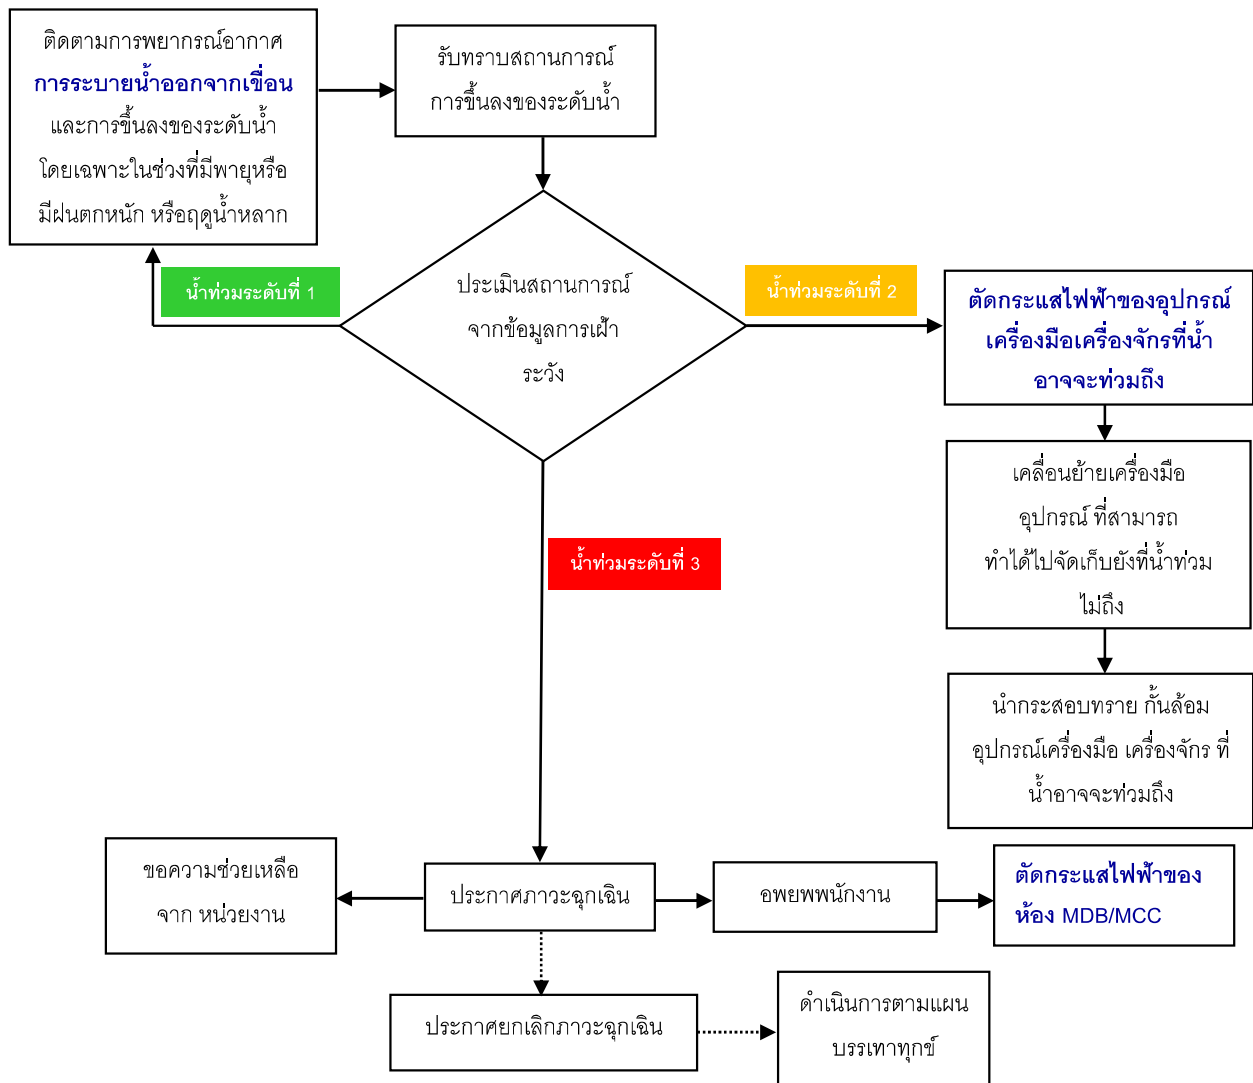 ติดตามการพยากรณ์อากาศ
การระบายน้ำออกจากเขื่อน
และการขึ้นลงของระดับน้ำ
โดยเฉพาะในช่วงที่มีพายุหรือ
มีฝนตกหนัก หรือฤดูน้ำหลาก
รับทราบสถานการณ์
การขึ้นลงของระดับน้ำ
ประเมินสถานการณ์
จากข้อมูลการเฝ้า
ระวัง
น้ำท่วมระดับที่ 1
น้ำท่วมระดับที่ 2
ตัดกระแสไฟฟ้าของอุปกรณ์
เครื่องมือเครื่องจักรที่น้ำ
อาจจะท่วมถึง
เคลื่อนย้ายเครื่องมือ
อุปกรณ์ ที่สามารถ
ทำได้ไปจัดเก็บยังที่น้ำท่วม
ไม่ถึง
นำกระสอบทราย กั้นล้อม
อุปกรณ์เครื่องมือ เครื่องจักร ที่
น้ำอาจจะท่วมถึง
น้ำท่วมระดับที่ 3
ขอความช่วยเหลือ
จาก หน่วยงาน
ประกาศภาวะฉุกเฉิน
อพยพพนักงาน
ตัดกระแสไฟฟ้าของ
ห้อง MDB/MCC
ประกาศยกเลิกภาวะฉุกเฉิน
ดำเนินการตามแผน
บรรเทาทุกข์